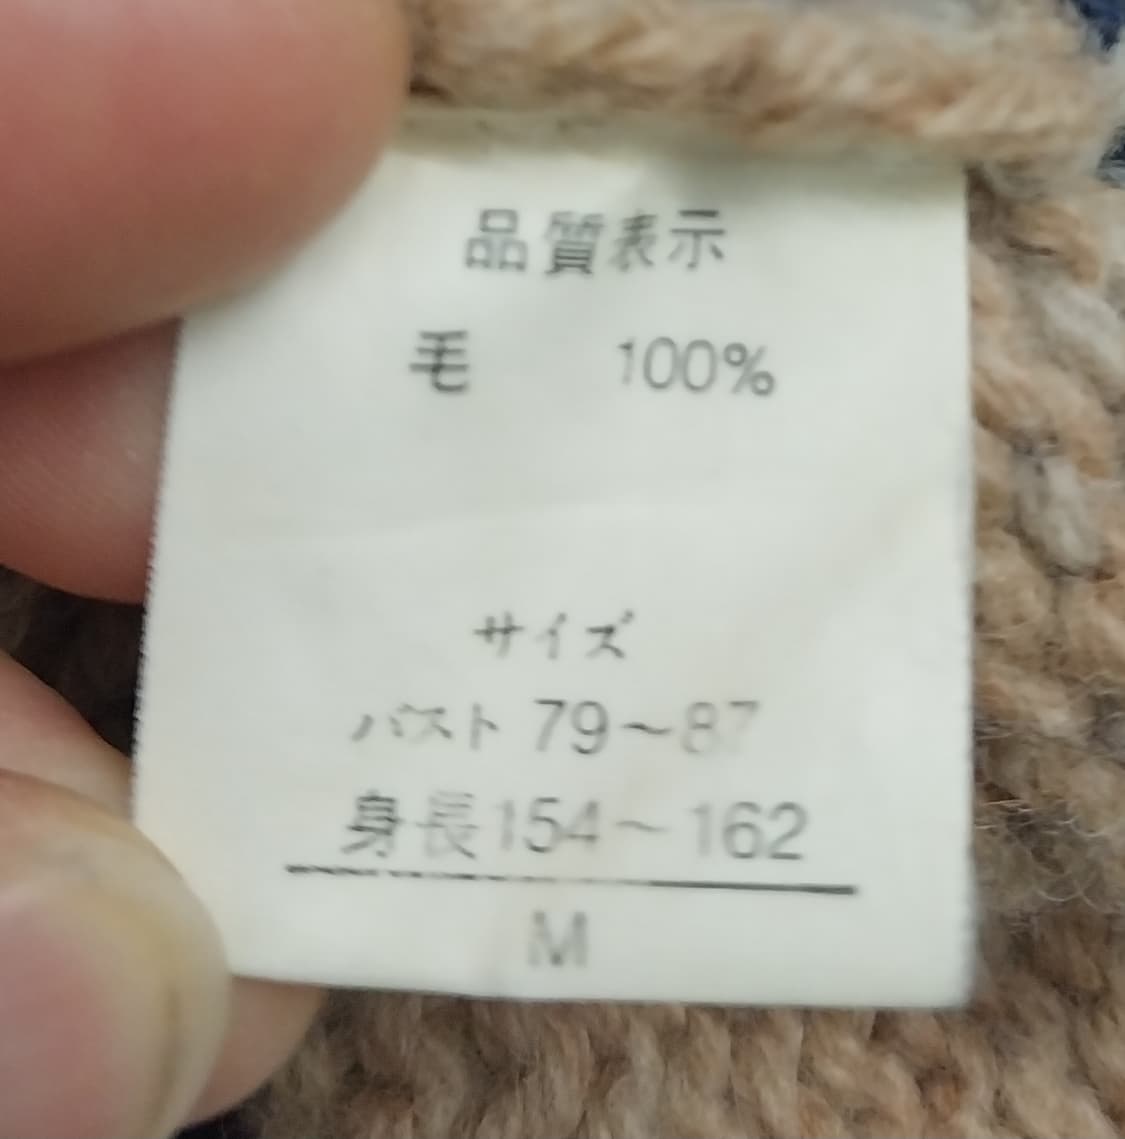 品質表示
毛 100%
サイズ
バスト 79～87
身長154～162
M